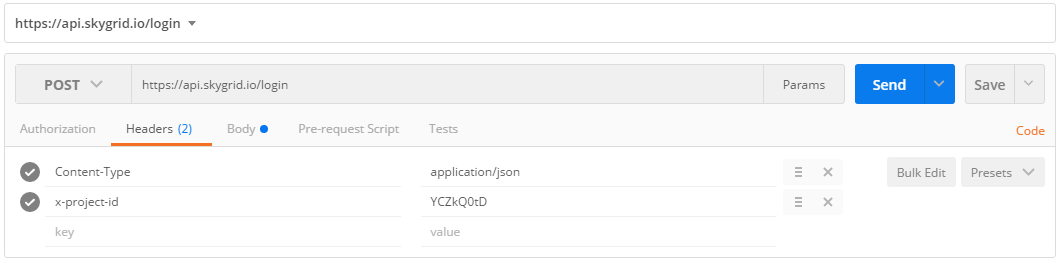 https://api.skygrid.io/login
POST https://api.skygrid.io/login Params Send Save
Authorization Headers (2) Body Pre-request Script Tests Code
Content-Type application/json Bulk Edit Presets
x-project-id YCZkQ0tD
key value